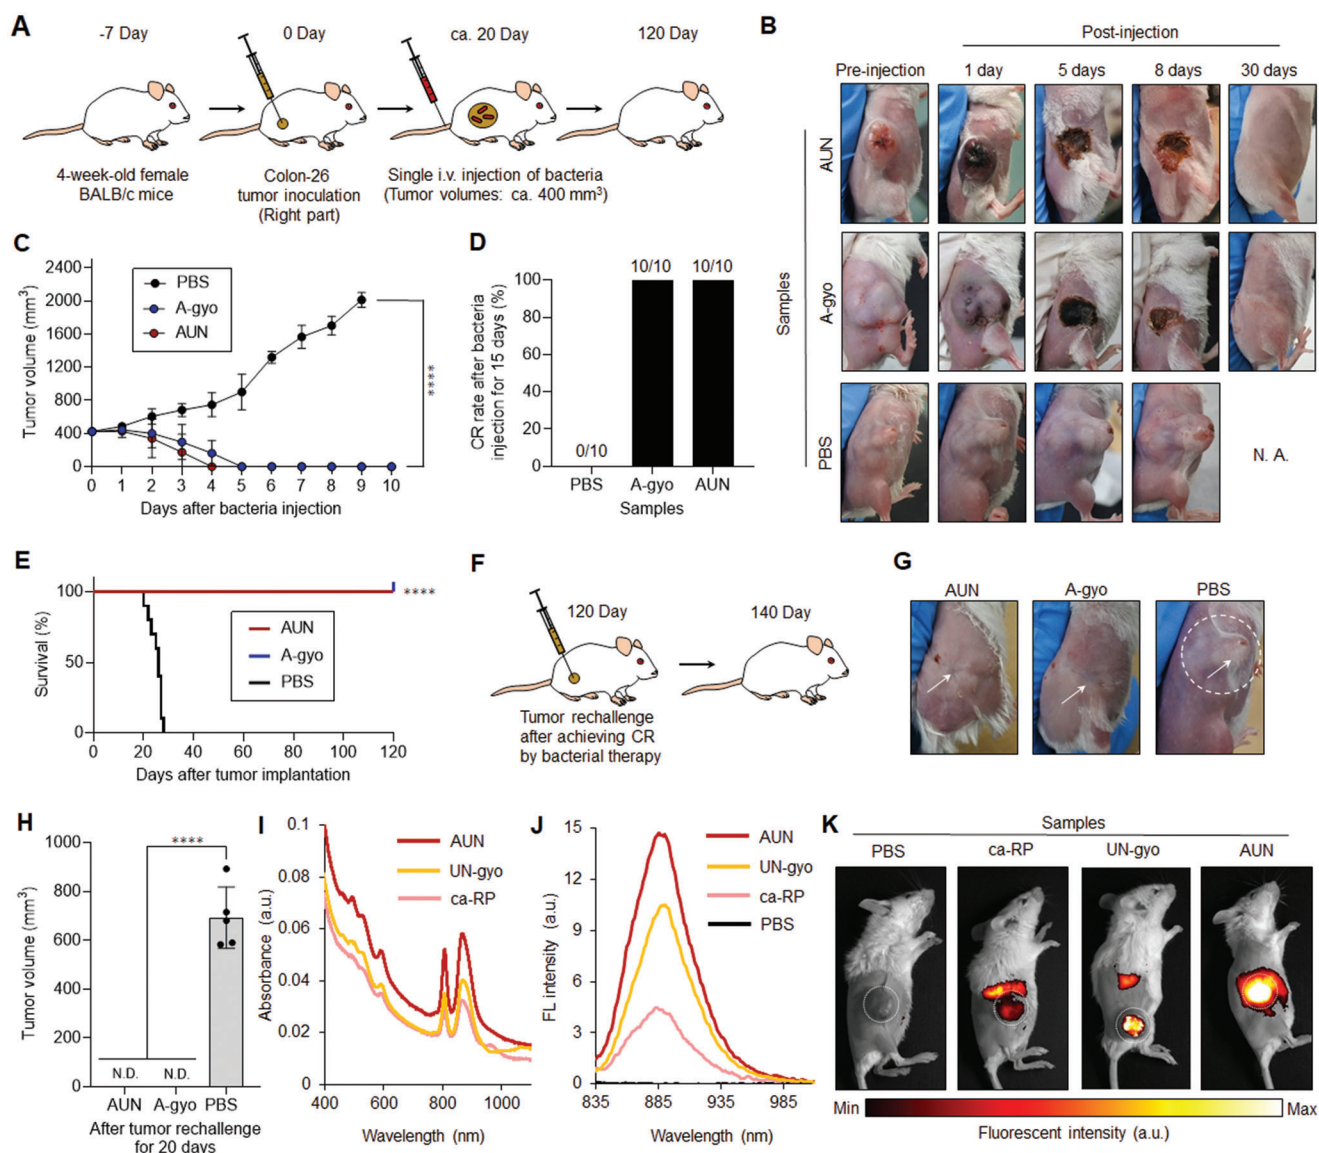 A
-7 Day
0 Day
ca. 20 Day
120 Day
4-week-old female
BALB/c mice
Colon-26
tumor inoculation
(Right part)
Single i.v. injection of bacteria
(Tumor volumes: ca. 400 mm³)
B
Post-injection
Pre-injection
1 day
5 days
8 days
30 days
Samples
AUN
A-gyo
PBS
N. A.
C
Tumor volume (mm³)
2400
2000
1600
1200
800
400
0
PBS
A-gyo
AUN
****
0 1 2 3 4 5 6 7 8 9 10
Days after bacteria injection
D
CR rate after bacteria
injection for 15 days (%)
100
80
60
40
20
0
0/10
10/10
10/10
PBS A-gyo AUN
Samples
E
Survival (%)
100
50
0
****
AUN
A-gyo
PBS
0 20 40 60 80 100 120
Days after tumor implantation
F
120 Day
140 Day
Tumor rechallenge
after achieving CR
by bacterial therapy
G
AUN
A-gyo
PBS
H
Tumor volume (mm³)
1000
800
600
400
200
0
****
N.D.
N.D.
AUN A-gyo PBS
After tumor rechallenge
for 20 days
I
Absorbance (a.u.)
0.1
0.08
0.06
0.04
0.02
0
AUN
UN-gyo
ca-RP
400 600 800 1000
Wavelength (nm)
J
FL intensity (a.u.)
15
12
9
6
3
0
AUN
UN-gyo
ca-RP
PBS
835 885 935 985
Wavelength (nm)
K
Samples
PBS
ca-RP
UN-gyo
AUN
Min
Max
Fluorescent intensity (a.u.)